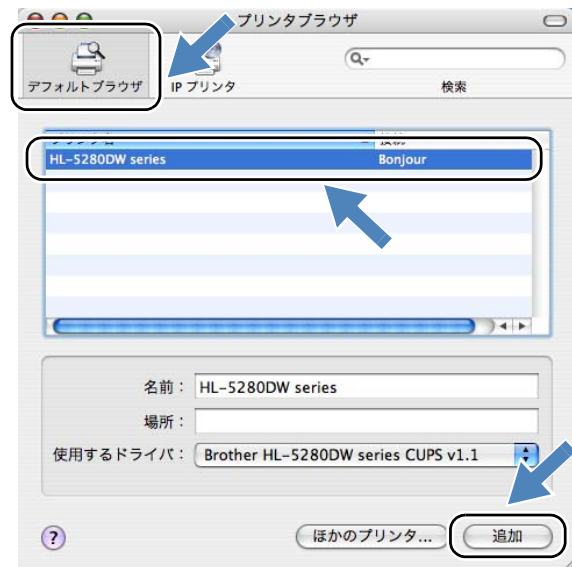 プリンタブラウザ
デフォルトブラウザ
IP プリンタ
検索
HL-5280DW series
Bonjour
名前：
HL-5280DW series
場所：
使用するドライバ：
Brother HL-5280DW series CUPS v1.1
?
ほかのプリンタ...
追加